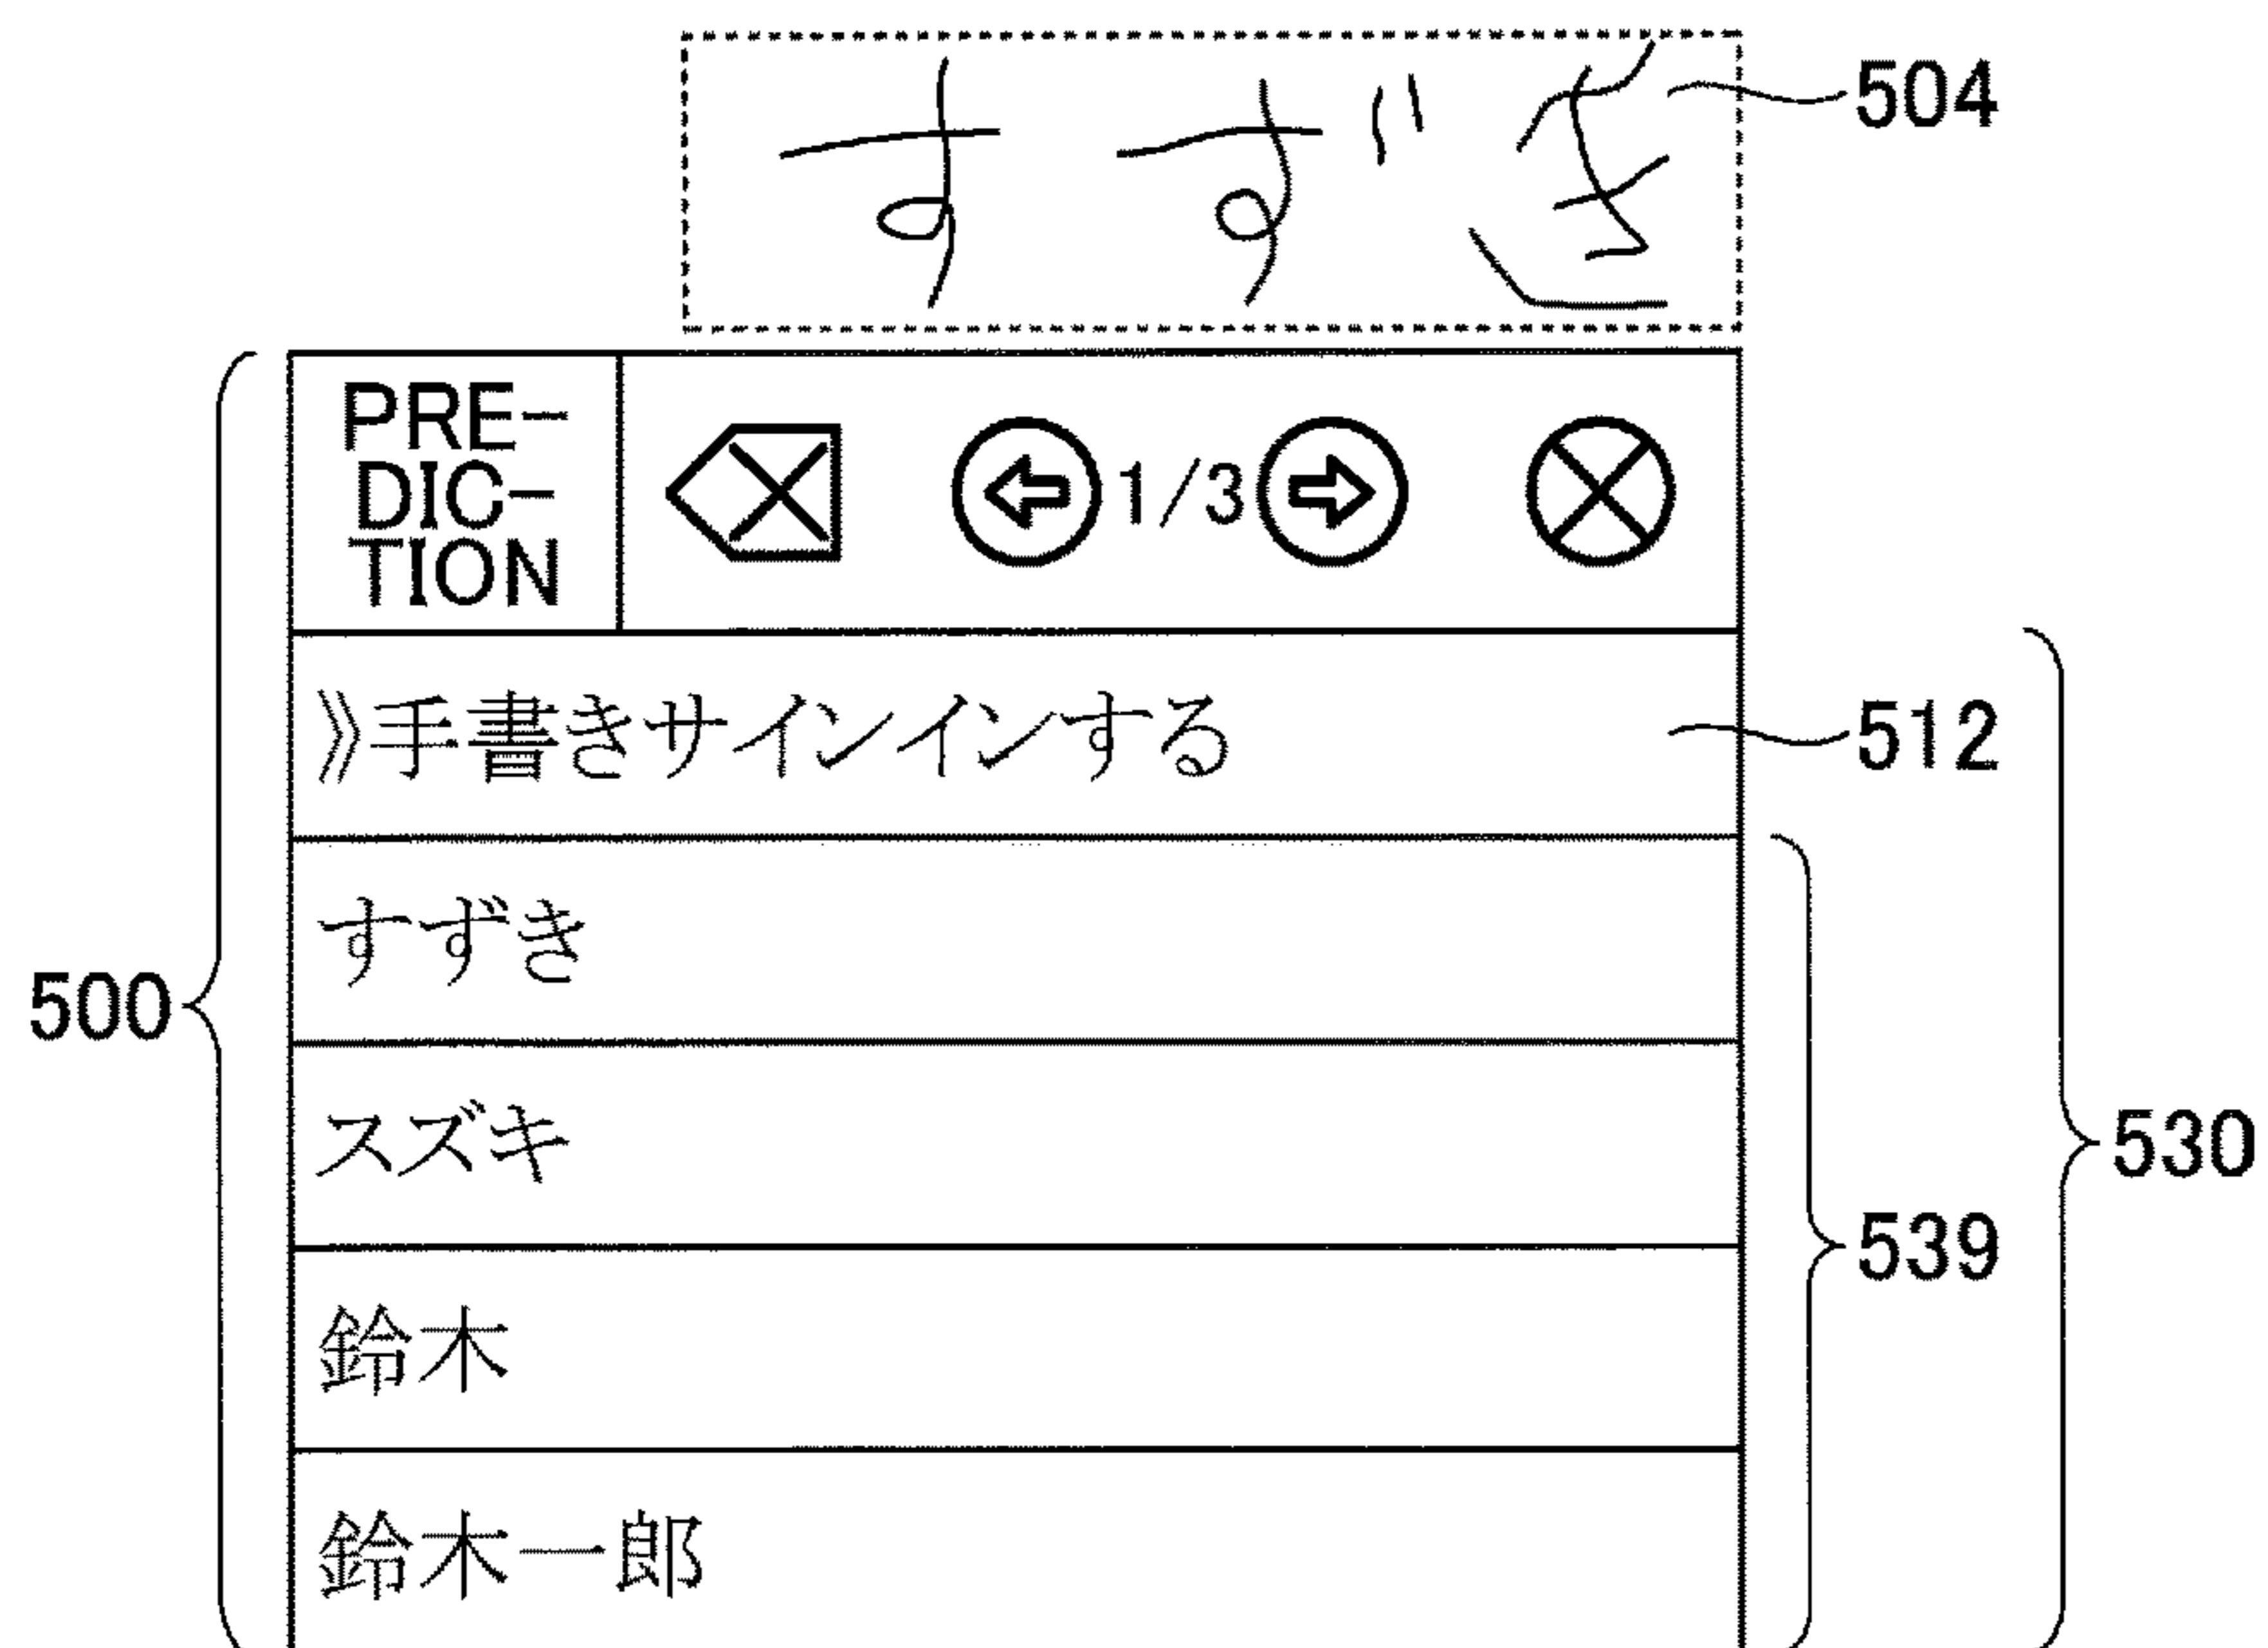 すずき
504
PRE-
DIC-
TION
1/3
》手書きサインインする
512
すずき
500
スズキ
530
539
鈴木
鈴木一郎